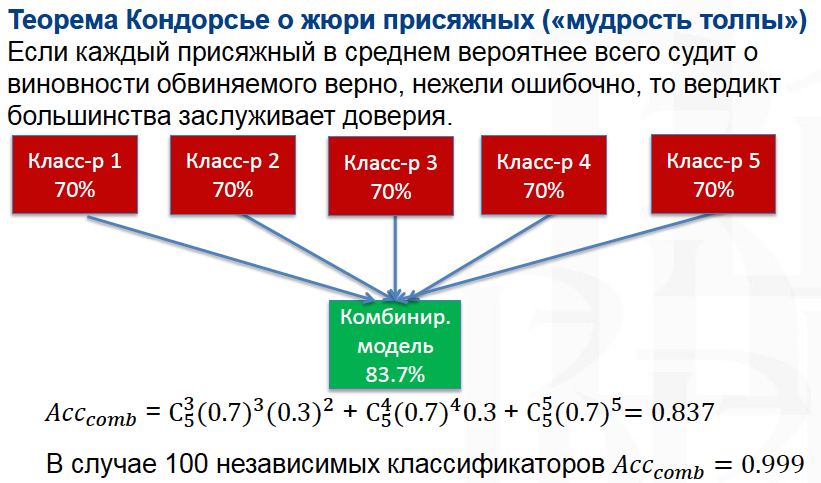 Теорема Кондорсье о жюри присяжных («мудрость толпы»)
Если каждый присяжный в среднем вероятнее всего судит о
виновности обвиняемого верно, нежели ошибочно, то вердикт
большинства заслуживает доверия.
Класс-р 1
70%
Класс-р 2
70%
Класс-р 3
70%
Класс-р 4
70%
Класс-р 5
70%
Комбинир.
модель
83.7%
𝐴𝑐𝑐_{𝑐𝑜𝑚𝑏} = C_5^3(0.7)^3(0.3)^2 + C_5^4(0.7)^4 0.3 + C_5^5(0.7)^5 = 0.837
В случае 100 независимых классификаторов 𝐴𝑐𝑐_{𝑐𝑜𝑚𝑏} = 0.999